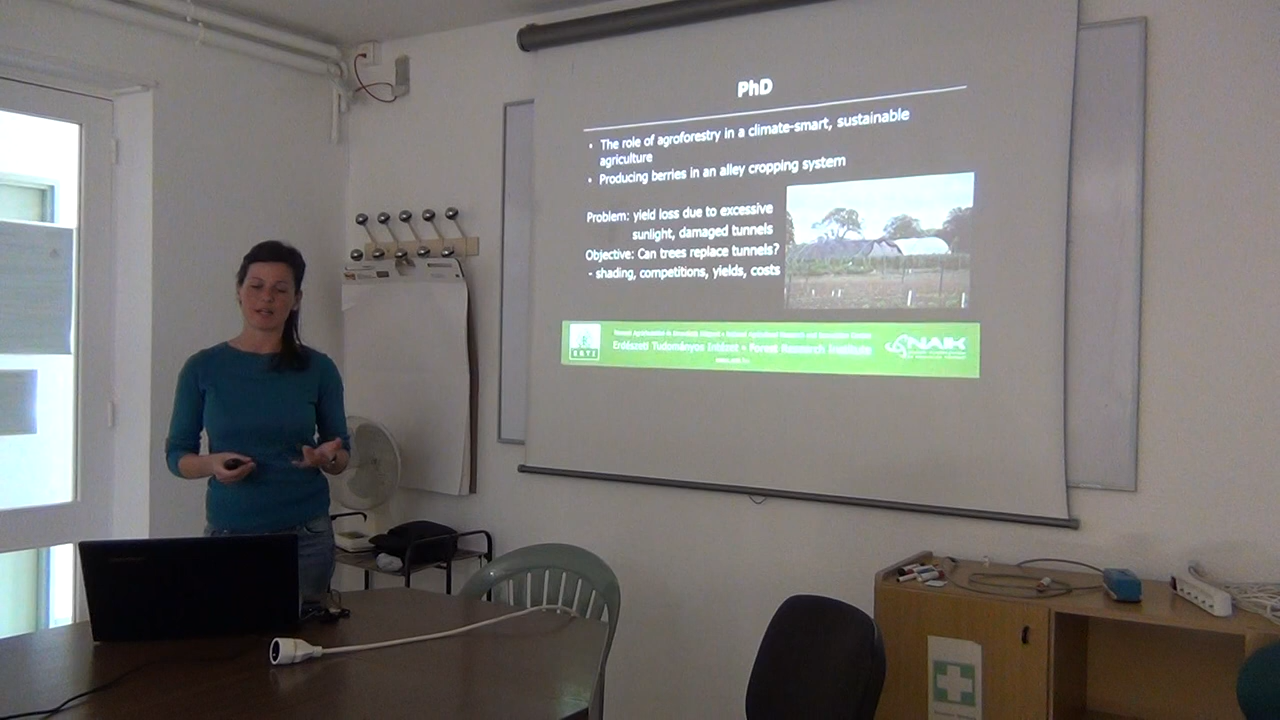 PhD
• The role of agroforestry in a climate-smart, sustainable
agriculture
• Producing berries in an alley cropping system
Problem: yield loss due to excessive
sunlight, damaged tunnels
Objective: Can trees replace tunnels?
- shading, competitions, yields, costs
ERTI
Erdészeti Tudományos Intézet • Forest Research Institute
NAIK